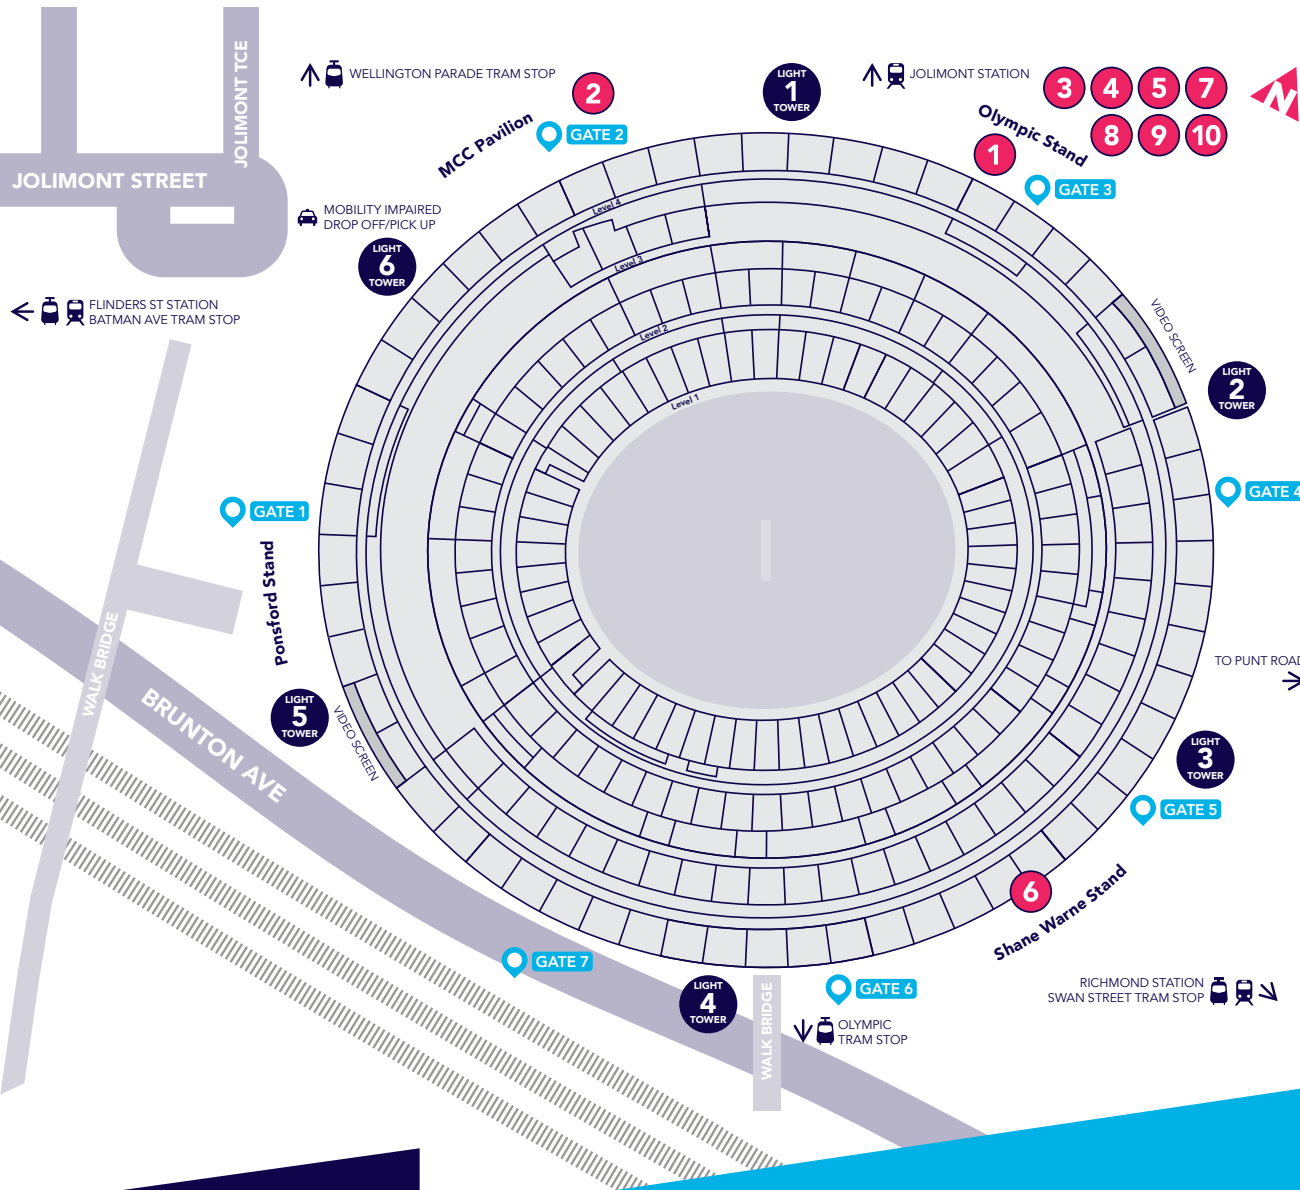 JOLIMONT TCE
JOLIMONT STREET
WELLINGTON PARADE TRAM STOP
2
MCC Pavilion
GATE 2
LIGHT
1
TOWER
JOLIMONT STATION
3 4 5 7
8 9 10
N
Olympic Stand
1
GATE 3
MOBILITY IMPAIRED
DROP OFF/PICK UP
LIGHT
6
TOWER
FLINDERS ST STATION
BATMAN AVE TRAM STOP
Level 4
Level 3
Level 2
Level 1
VIDEO SCREEN
LIGHT
2
TOWER
GATE 4
GATE 1
Ponsford Stand
WALK BRIDGE
BRUNTON AVE
LIGHT
5
TOWER
VIDEO SCREEN
TO PUNT ROAD
LIGHT
3
TOWER
GATE 5
6
Shane Warne Stand
GATE 7
LIGHT
4
TOWER
WALK BRIDGE
GATE 6
OLYMPIC
TRAM STOP
RICHMOND STATION
SWAN STREET TRAM STOP